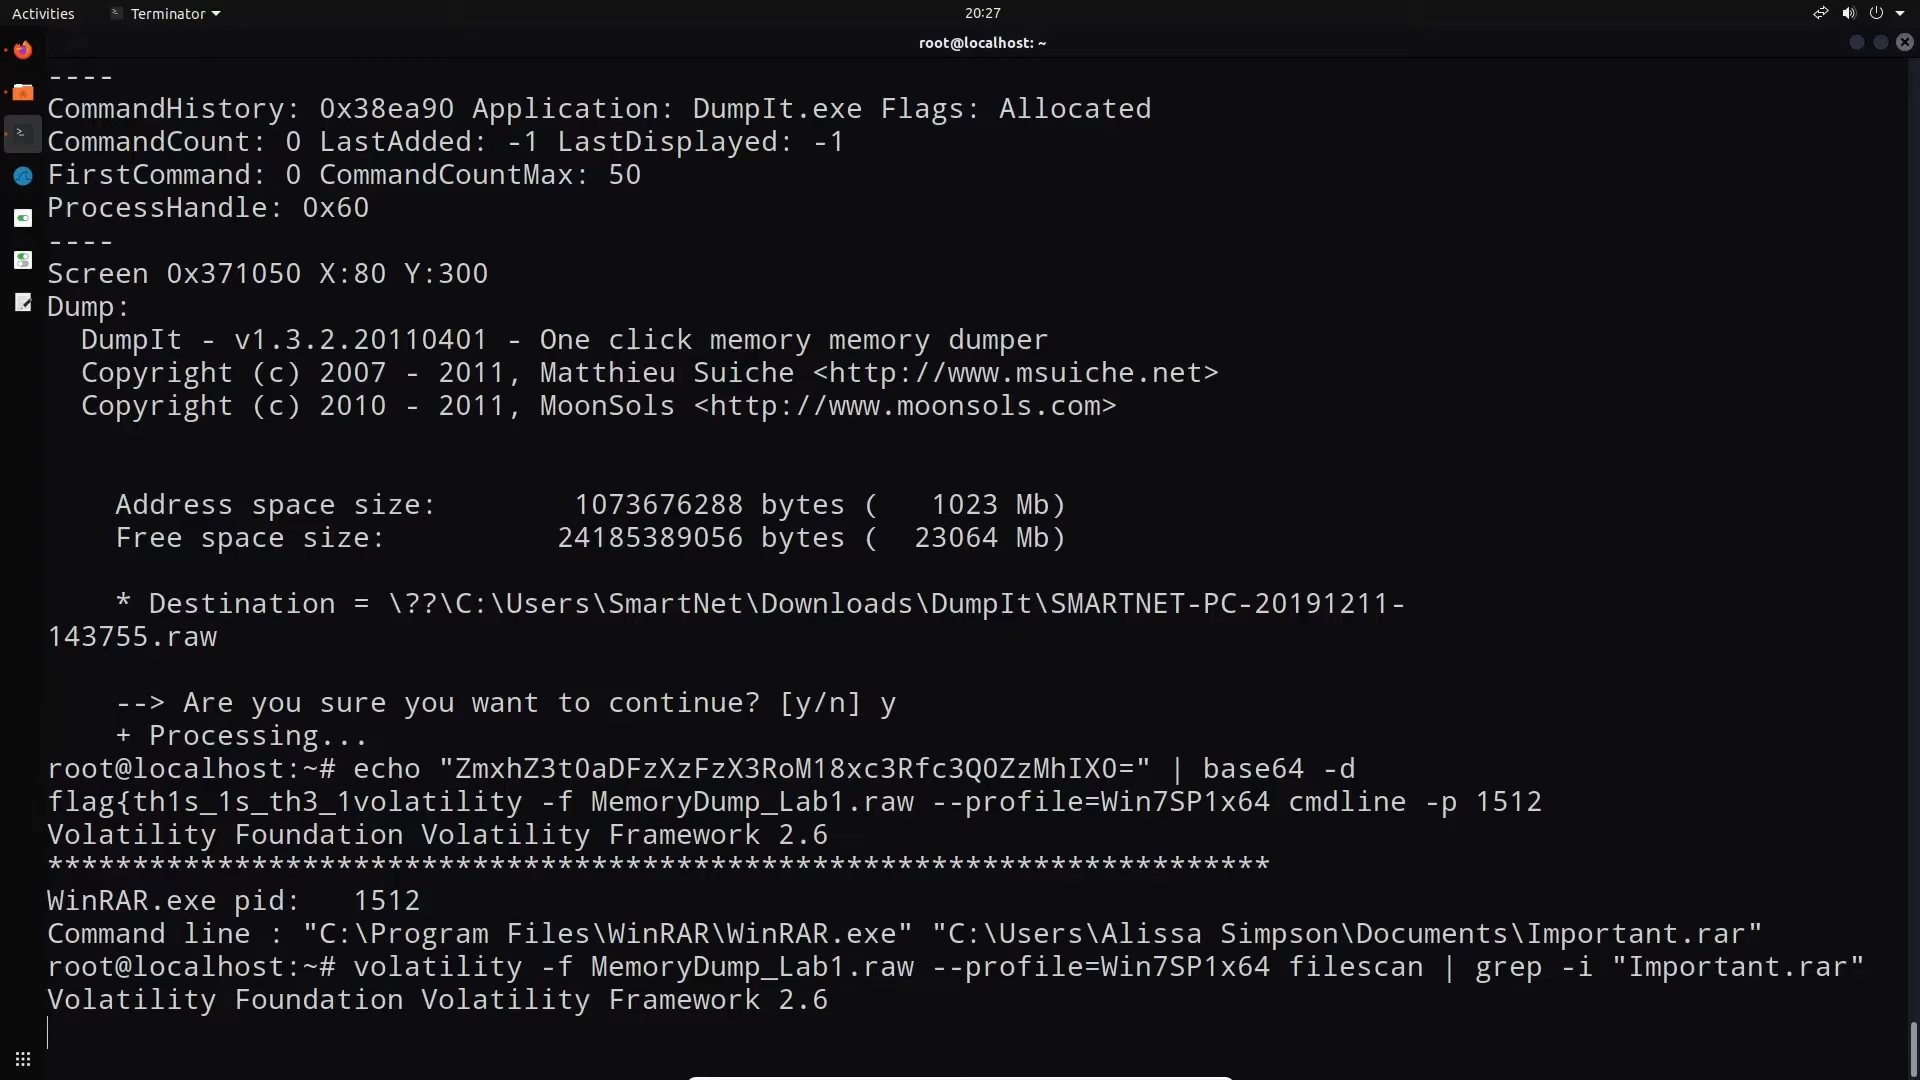 Activities
Terminator
20:27
root@localhost: ~
----
CommandHistory: 0x38ea90 Application: DumpIt.exe Flags: Allocated
CommandCount: 0 LastAdded: -1 LastDisplayed: -1
FirstCommand: 0 CommandCountMax: 50
ProcessHandle: 0x60
----
Screen 0x371050 X:80 Y:300
Dump:
  DumpIt - v1.3.2.20110401 - One click memory memory dumper
  Copyright (c) 2007 - 2011, Matthieu Suiche <http://www.msuiche.net>
  Copyright (c) 2010 - 2011, MoonSols <http://www.moonsols.com>
    Address space size:        1073676288 bytes (   1023 Mb)
    Free space size:          24185389056 bytes (  23064 Mb)
    * Destination = \??\C:\Users\SmartNet\Downloads\DumpIt\SMARTNET-PC-20191211-
143755.raw
    --> Are you sure you want to continue? [y/n] y
    + Processing...
root@localhost:~# echo "ZmxhZ3t0aDFzXzFzX3RoM18xc3Rfc3Q0ZzMhIX0=" | base64 -d
flag{th1s_1s_th3_1volatility -f MemoryDump_Lab1.raw --profile=Win7SP1x64 cmdline -p 1512
Volatility Foundation Volatility Framework 2.6
************************************************************************
WinRAR.exe pid:   1512
Command line : "C:\Program Files\WinRAR\WinRAR.exe" "C:\Users\Alissa Simpson\Documents\Important.rar"
root@localhost:~# volatility -f MemoryDump_Lab1.raw --profile=Win7SP1x64 filescan | grep -i "Important.rar"
Volatility Foundation Volatility Framework 2.6